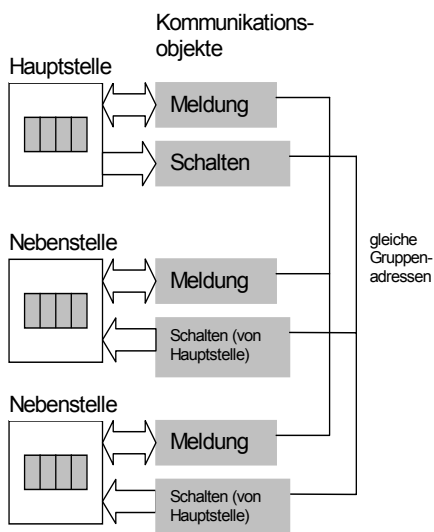 Kommunikations-
objekte
Hauptstelle
Meldung
Schalten
gleiche
Gruppen-
adressen
Nebenstelle
Meldung
Schalten (von
Hauptstelle)
Nebenstelle
Meldung
Schalten (von
Hauptstelle)